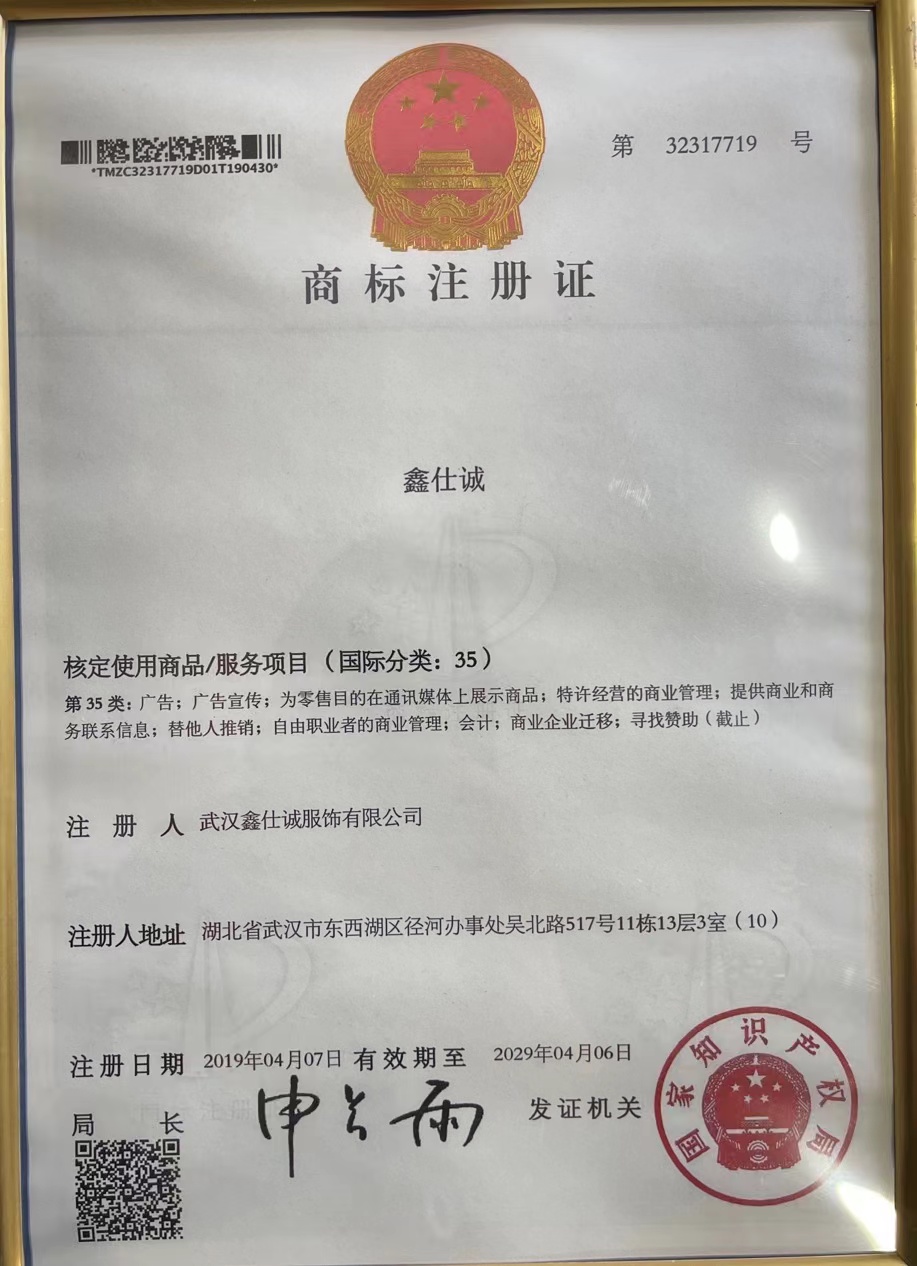 *TMZC32317719D01T190430*
第 32317719 号
商标注册证
鑫仕诚
核定使用商品/服务项目（国际分类：35）
第 35 类：广告；广告宣传；为零售目的在通讯媒体上展示商品；特许经营的商业管理；提供商业和商
务联系信息；替他人推销；自由职业者的商业管理；会计；商业企业迁移；寻找赞助（截止）
注 册 人 武汉鑫仕诚服饰有限公司
注册人地址 湖北省武汉市东西湖区径河办事处吴北路517号11栋13层3室（10）
注册日期 2019年04月07日 有效期至 2029年04月06日
局 长 申长雨 发证机关
国家知识产权局